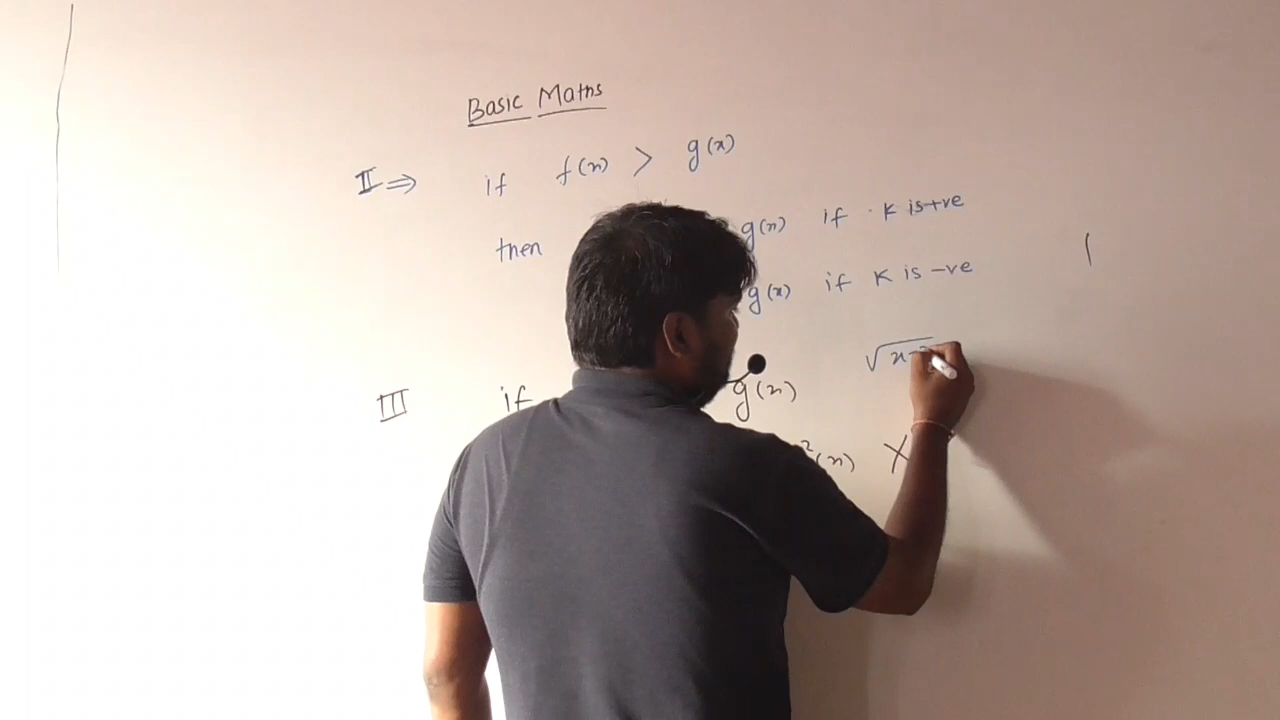 Basic Maths
II ⇒ if f(x) > g(x)
then g(x) if K is +ve
g(x) if K is -ve
√x-
III if g(x)
²(x) X